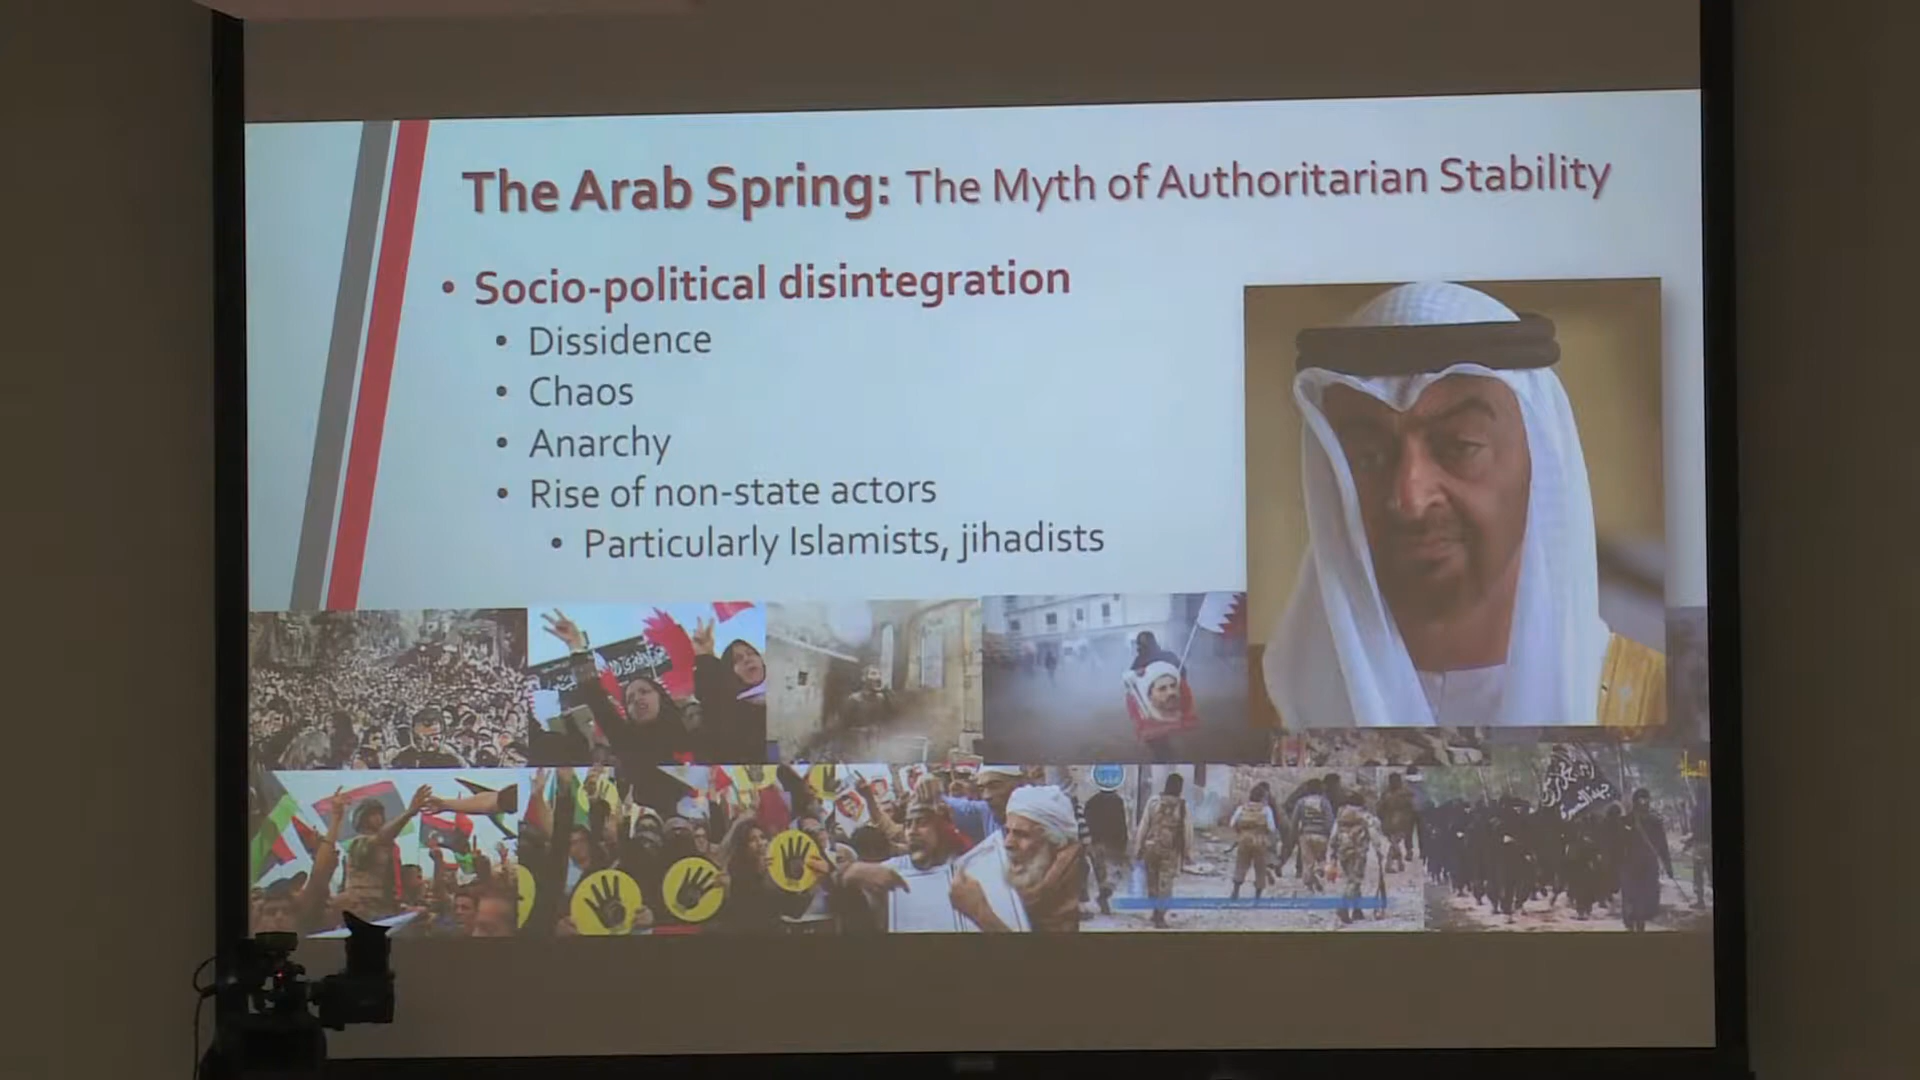 The Arab Spring: The Myth of Authoritarian Stability
• Socio-political disintegration
• Dissidence
• Chaos
• Anarchy
• Rise of non-state actors
• Particularly Islamists, jihadists